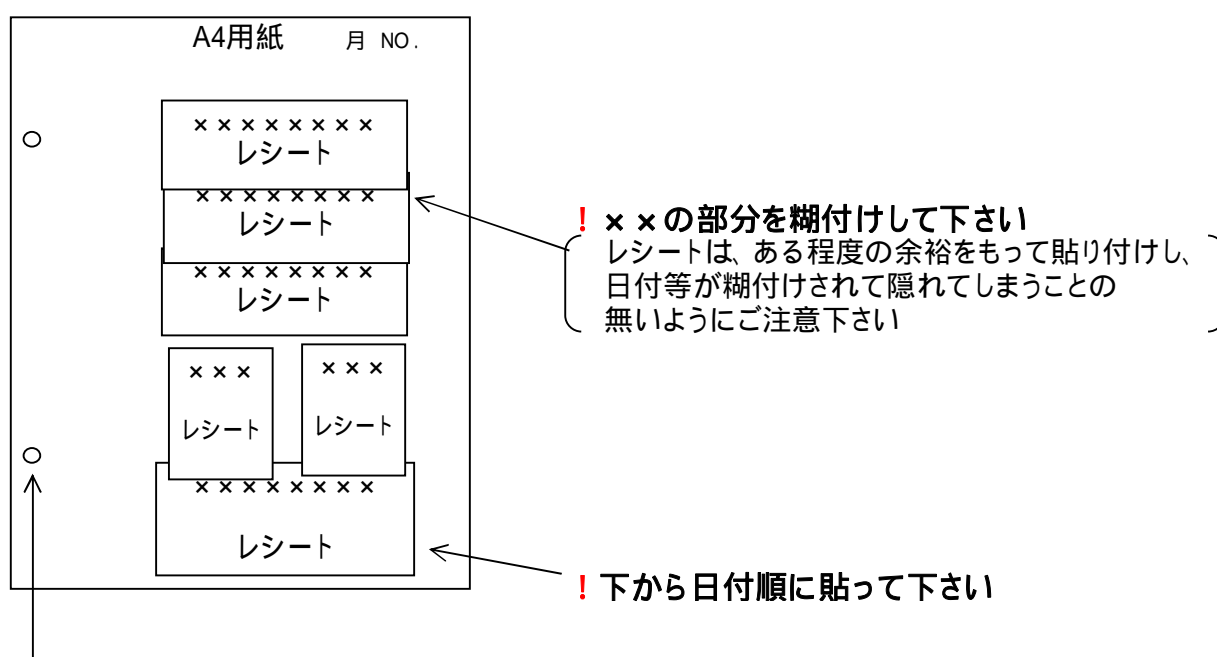 A4用紙 月 NO.
××××××××
レシート
××××××××
レシート
××××××××
レシート
××× ×××
レシート レシート
××××××××
レシート
! ××の部分を糊付けして下さい
レシートは、ある程度の余裕をもって貼り付けし、
日付等が糊付けされて隠れてしまうことの
無いようにご注意下さい
! 下から日付順に貼って下さい